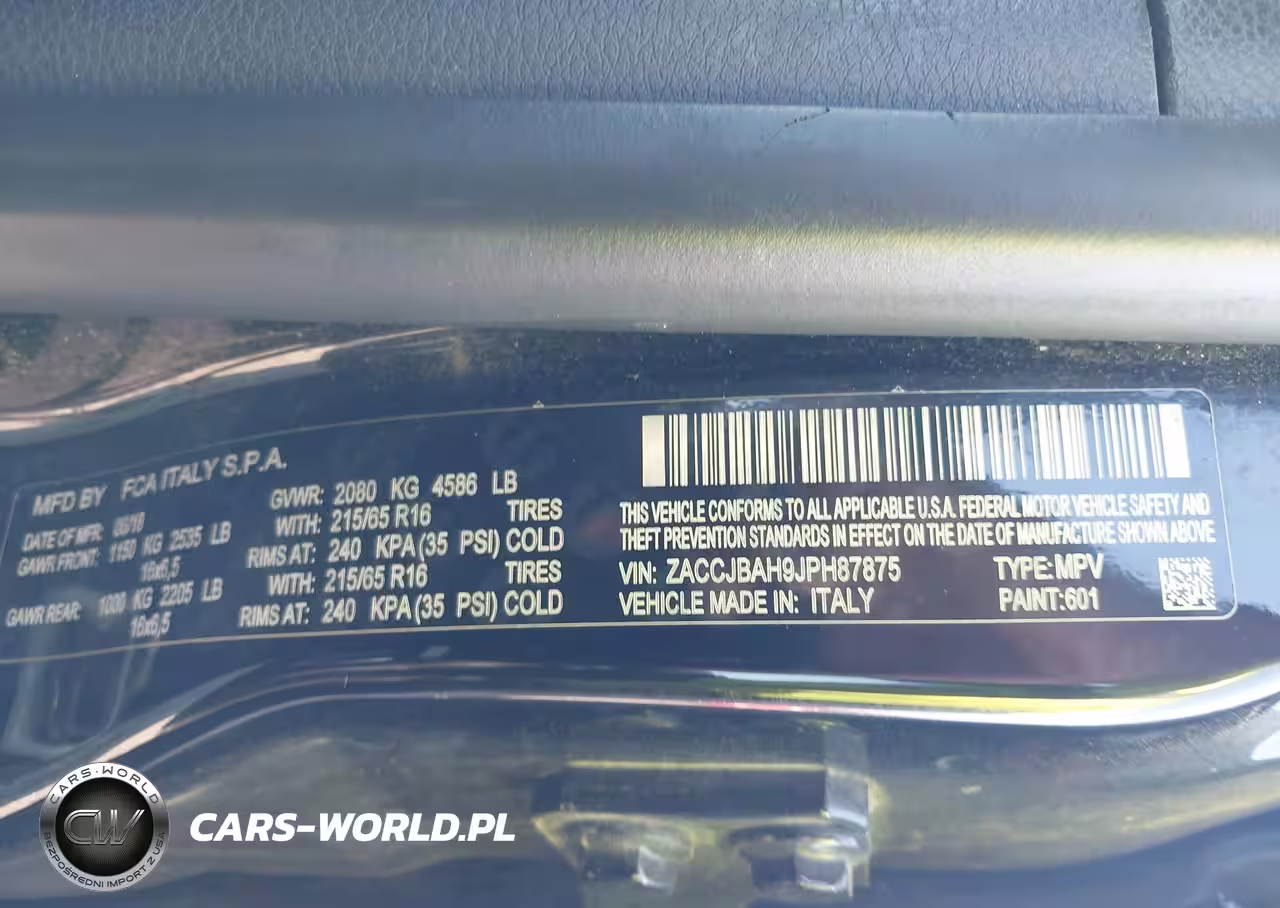 MFD BY FCA ITALY S.P.A.
DATE OF MFR: 06/18
GAWR FRONT: 1150 KG 2535 LB
16x6,5
GAWR REAR: 1000 KG 2205 LB
16x6,5
GVWR: 2080 KG 4586 LB
WITH: 215/65 R16 TIRES
RIMS AT: 240 KPA(35 PSI) COLD
WITH: 215/65 R16 TIRES
RIMS AT: 240 KPA(35 PSI) COLD
THIS VEHICLE CONFORMS TO ALL APPLICABLE U.S.A. FEDERAL MOTOR VEHICLE SAFETY AND
THEFT PREVENTION STANDARDS IN EFFECT ON THE DATE OF MANUFACTURE SHOWN ABOVE
VIN: ZACCJBAH9JPH87875 TYPE:MPV
VEHICLE MADE IN: ITALY PAINT:601
CARS-WORLD
CW
BEZPOŚREDNI IMPORT Z USA
CARS-WORLD.PL